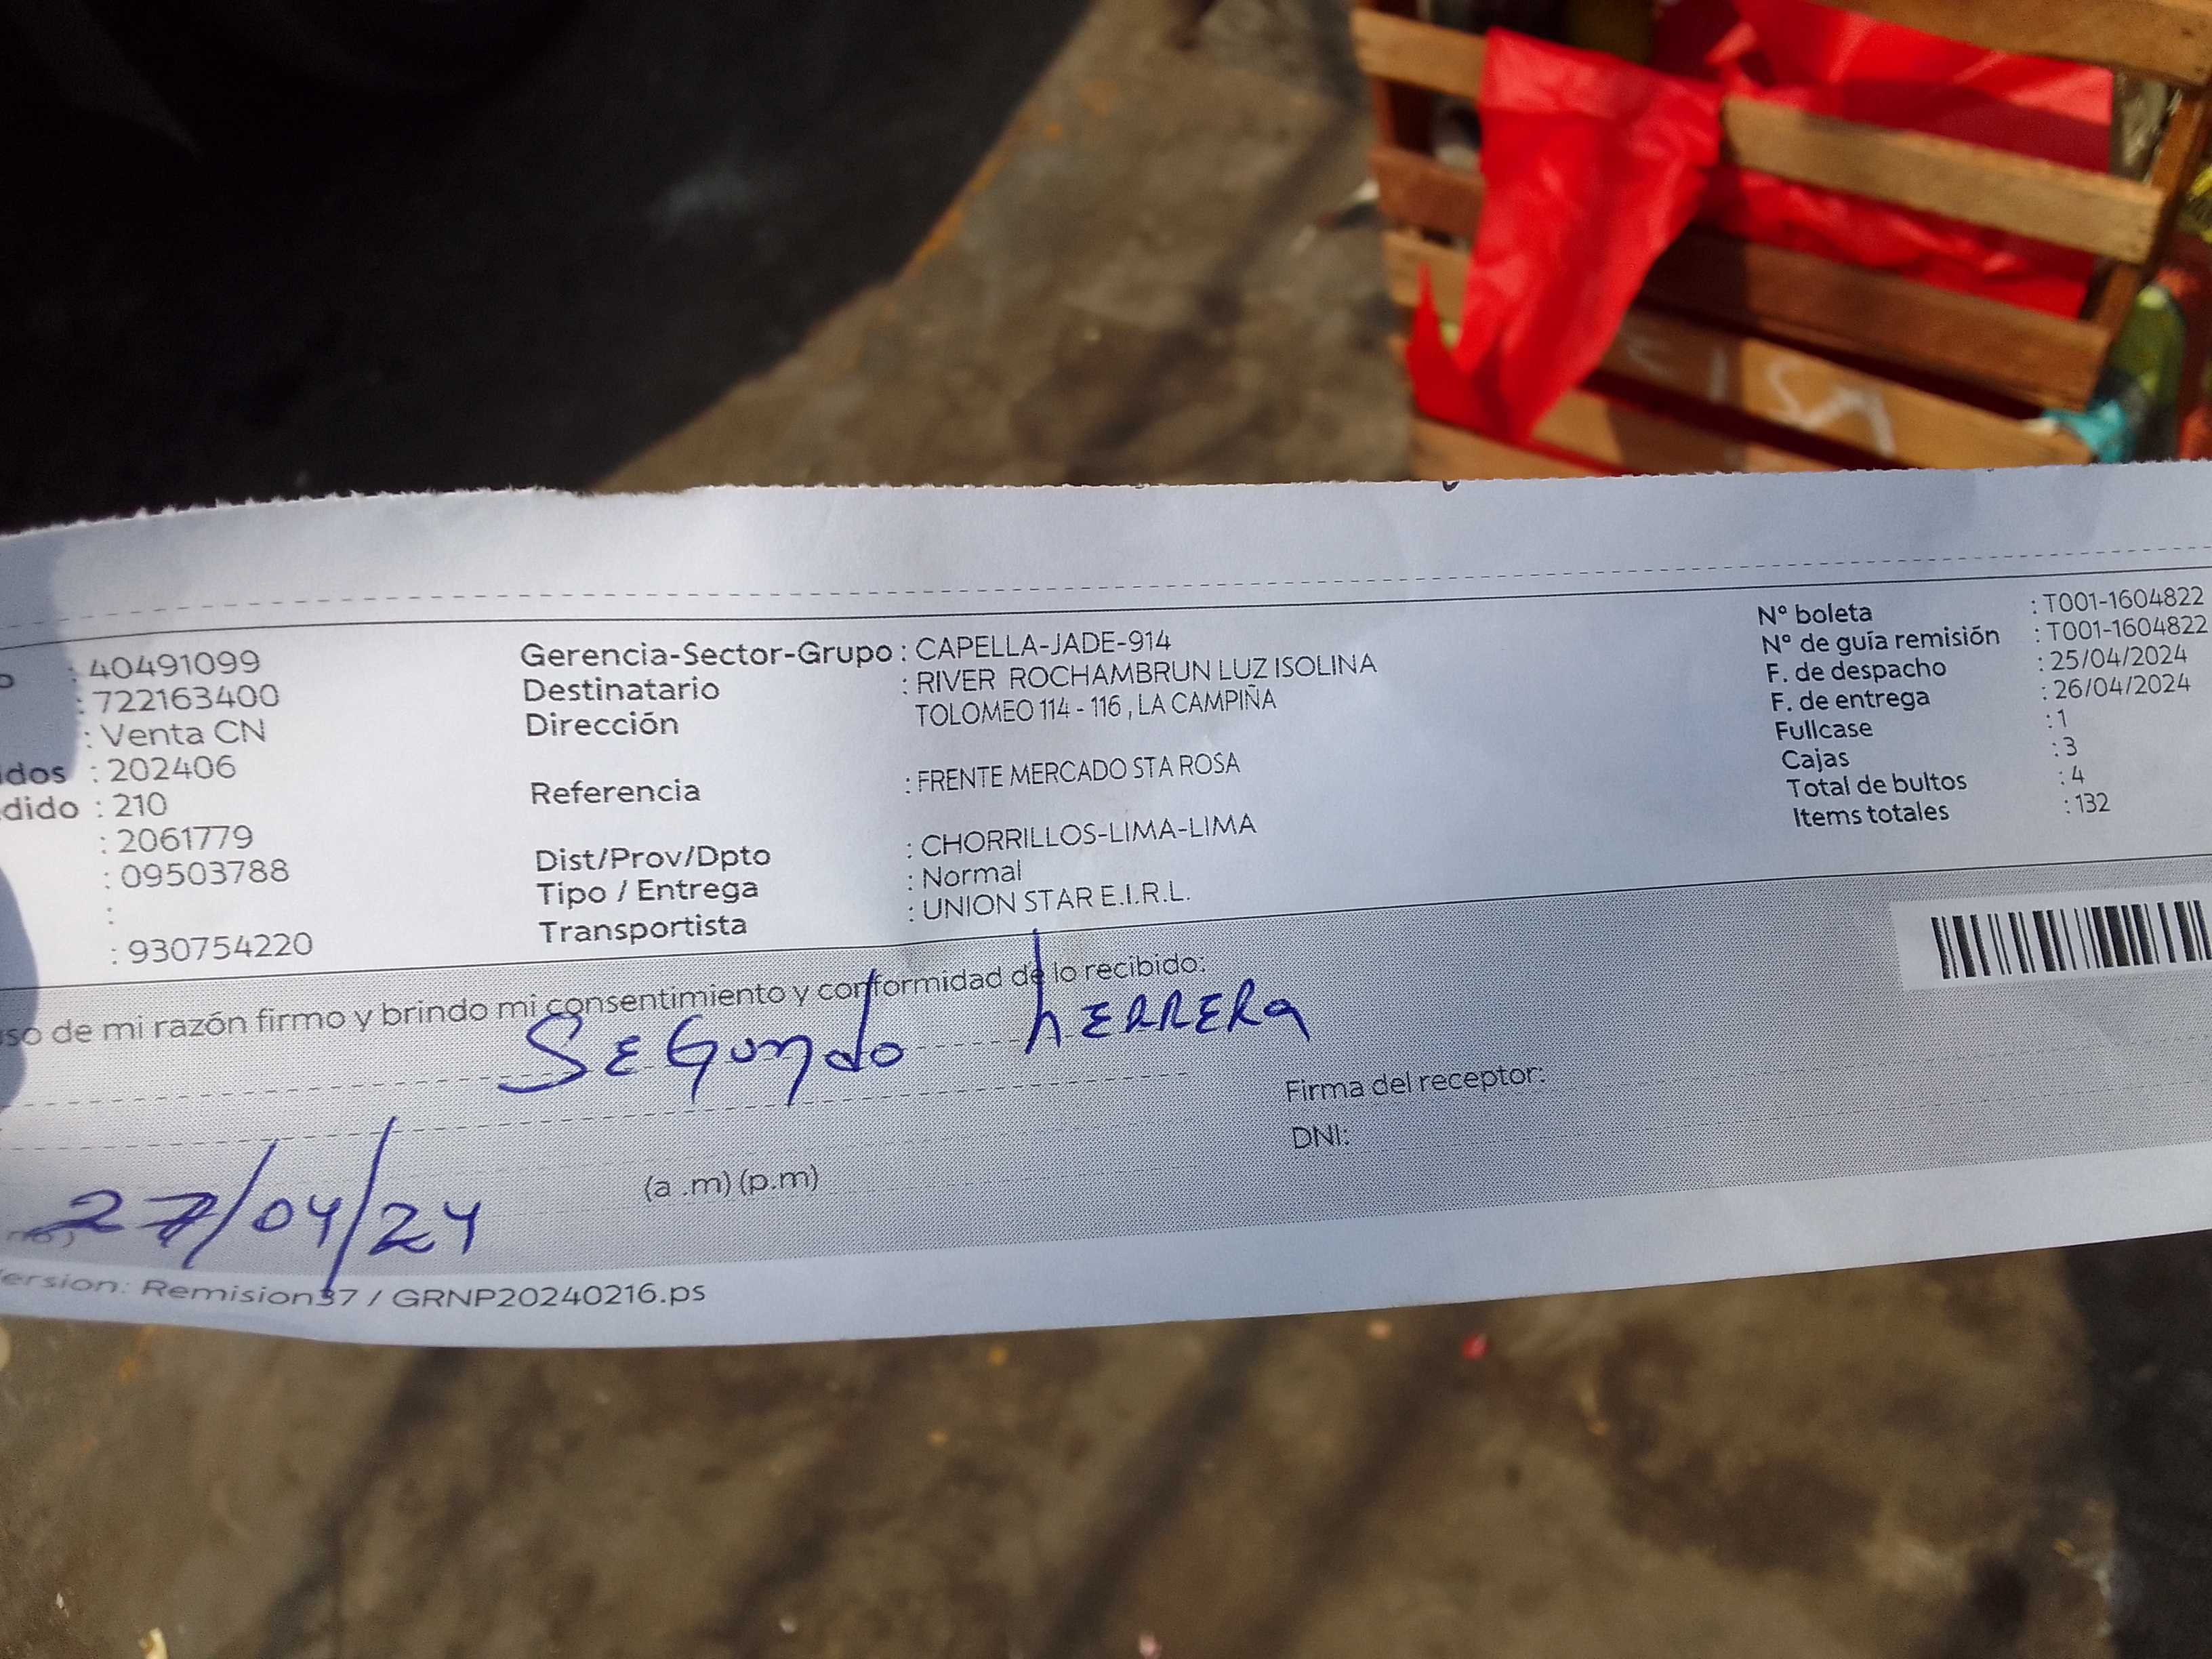 : 40491099
: 722163400
: Venta CN
dos : 202406
dido : 210
: 2061779
: 09503788
:
: 930754220
Gerencia-Sector-Grupo : CAPELLA-JADE-914
Destinatario : RIVER ROCHAMBRUN LUZ ISOLINA
Dirección TOLOMEO 114 - 116 , LA CAMPIÑA
Referencia : FRENTE MERCADO STA ROSA
Dist/Prov/Dpto : CHORRILLOS-LIMA-LIMA
Tipo / Entrega : Normal
Transportista : UNION STAR E.I.R.L.
N° boleta : T001-1604822
N° de guía remisión : T001-1604822
F. de despacho : 25/04/2024
F. de entrega : 26/04/2024
Fullcase : 1
Cajas : 3
Total de bultos : 4
Items totales : 132
so de mi razón firmo y brindo mi consentimiento y conformidad de lo recibido:
SEGundo hERRERa
Firma del receptor:
DNI:
27/04/24 (a .m) (p.m)
ersion: Remision37 / GRNP20240216.ps